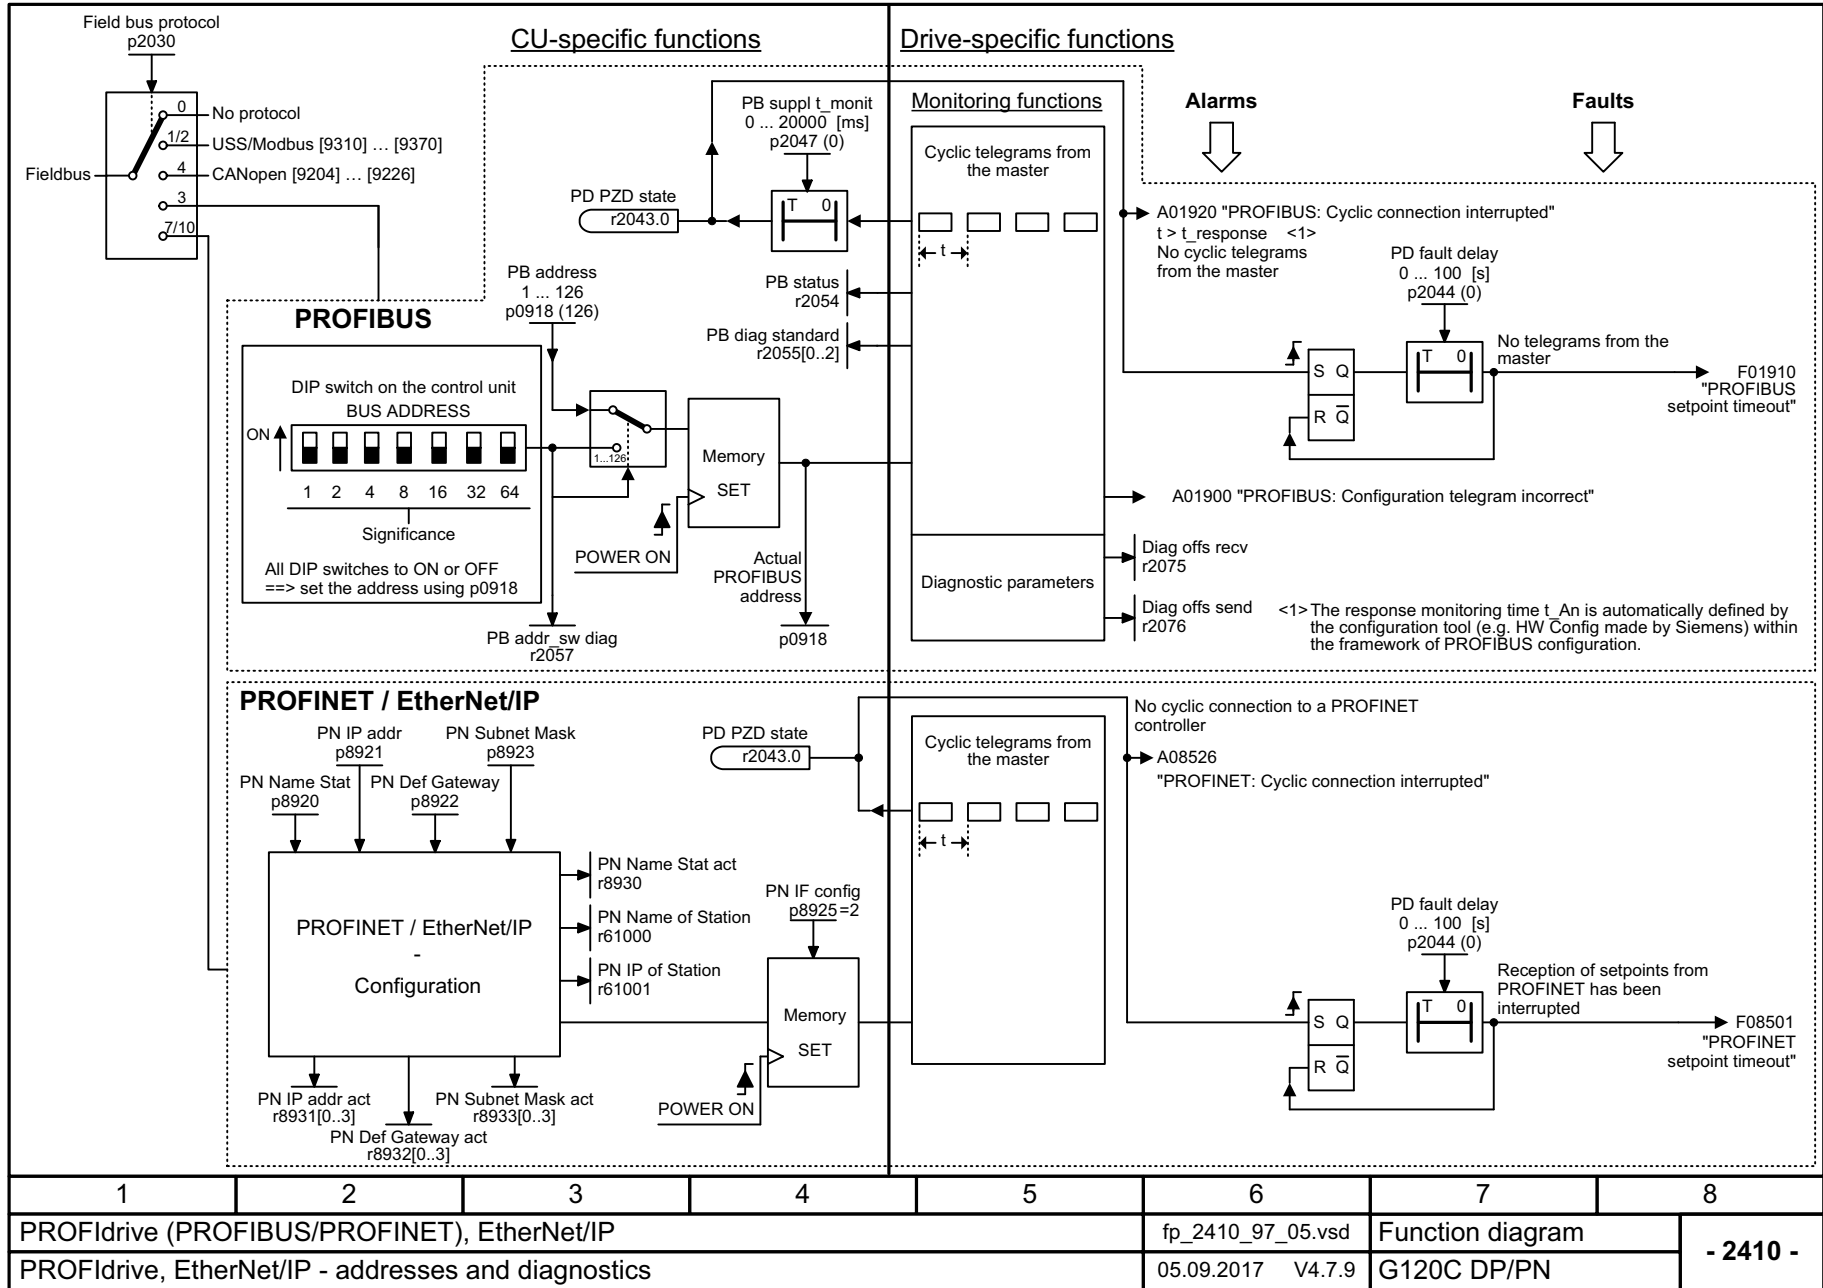 Field bus protocol
p2030
CU-specific functions
Drive-specific functions
0
No protocol
1/2
USS/Modbus [9310] … [9370]
Fieldbus
4
CANopen [9204] … [9226]
3
7/10
PB suppl t_monit
0 ... 20000 [ms]
p2047 (0)
T 0
PD PZD state
r2043.0
Monitoring functions
Cyclic telegrams from
the master
t
Alarms
Faults
A01920 "PROFIBUS: Cyclic connection interrupted"
t > t_response <1>
No cyclic telegrams
from the master
PD fault delay
0 ... 100 [s]
p2044 (0)
PB address
1 ... 126
p0918 (126)
PB status
r2054
PB diag standard
r2055[0..2]
PROFIBUS
DIP switch on the control unit
BUS ADDRESS
ON
1 2 4 8 16 32 64
Significance
All DIP switches to ON or OFF
==> set the address using p0918
1...126
Memory
SET
POWER ON
Actual
PROFIBUS
address
p0918
PB addr_sw diag
r2057
S Q
R Q
T 0
No telegrams from the
master
F01910
"PROFIBUS
setpoint timeout"
A01900 "PROFIBUS: Configuration telegram incorrect"
Diagnostic parameters
Diag offs recv
r2075
Diag offs send
r2076
<1> The response monitoring time t_An is automatically defined by
the configuration tool (e.g. HW Config made by Siemens) within
the framework of PROFIBUS configuration.
PROFINET / EtherNet/IP
PN IP addr
p8921
PN Subnet Mask
p8923
PN Name Stat
p8920
PN Def Gateway
p8922
PD PZD state
r2043.0
Cyclic telegrams from
the master
t
No cyclic connection to a PROFINET
controller
A08526
"PROFINET: Cyclic connection interrupted"
PROFINET / EtherNet/IP
-
Configuration
PN Name Stat act
r8930
PN Name of Station
r61000
PN IP of Station
r61001
PN IF config
p8925=2
Memory
SET
POWER ON
PN IP addr act
r8931[0..3]
PN Subnet Mask act
r8933[0..3]
PN Def Gateway act
r8932[0..3]
PD fault delay
0 ... 100 [s]
p2044 (0)
S Q
R Q
T 0
Reception of setpoints from
PROFINET has been
interrupted
F08501
"PROFINET
setpoint timeout"
1 2 3 4 5 6 7 8
PROFIdrive (PROFIBUS/PROFINET), EtherNet/IP
fp_2410_97_05.vsd
Function diagram
- 2410 -
PROFIdrive, EtherNet/IP - addresses and diagnostics
05.09.2017 V4.7.9
G120C DP/PN